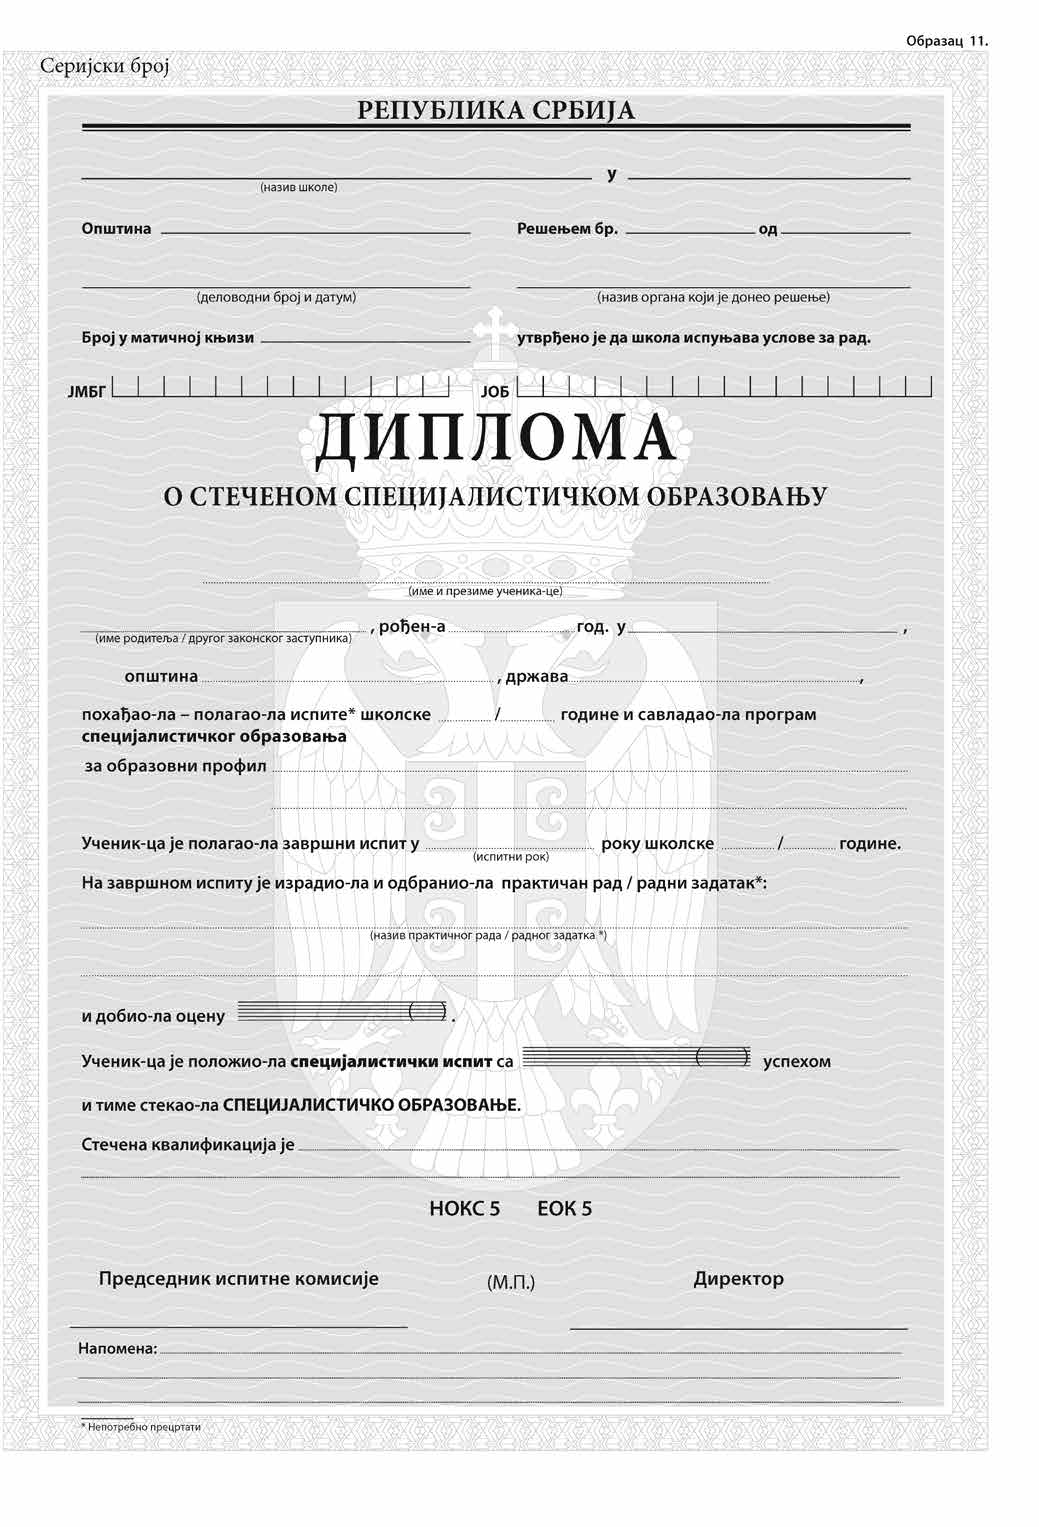 Образац 11.
Серијски број
РЕПУБЛИКА СРБИЈА
у
(назив школе)
Општина Решењем бр. од
(деловодни број и датум) (назив органа који је донео решење)
Број у матичној књизи утврђено је да школа испуњава услове за рад.
ЈМБГ ЈОБ
ДИПЛОМА
О СТЕЧЕНОМ СПЕЦИЈАЛИСТИЧКОМ ОБРАЗОВАЊУ
(име и презиме ученика-це)
, рођен-а год. у ,
(име родитеља / другог законског заступника)
општина , држава ,
похађао-ла – полагао-ла испите* школске / године и савладао-ла програм
специјалистичког образовања
за образовни профил
Ученик-ца је полагао-ла завршни испит у року школске / године.
(испитни рок)
На завршном испиту је израдио-ла и одбранио-ла практичан рад / радни задатак*:
(назив практичног рада / радног задатка *)
и добио-ла оцену ( ).
Ученик-ца је положио-ла специјалистички испит са ( ) успехом
и тиме стекао-ла СПЕЦИЈАЛИСТИЧКО ОБРАЗОВАЊЕ.
Стечена квалификација је
НОКС 5 ЕОК 5
Председник испитне комисије (М.П.) Директор
Напомена:
* Непотребно прецртати